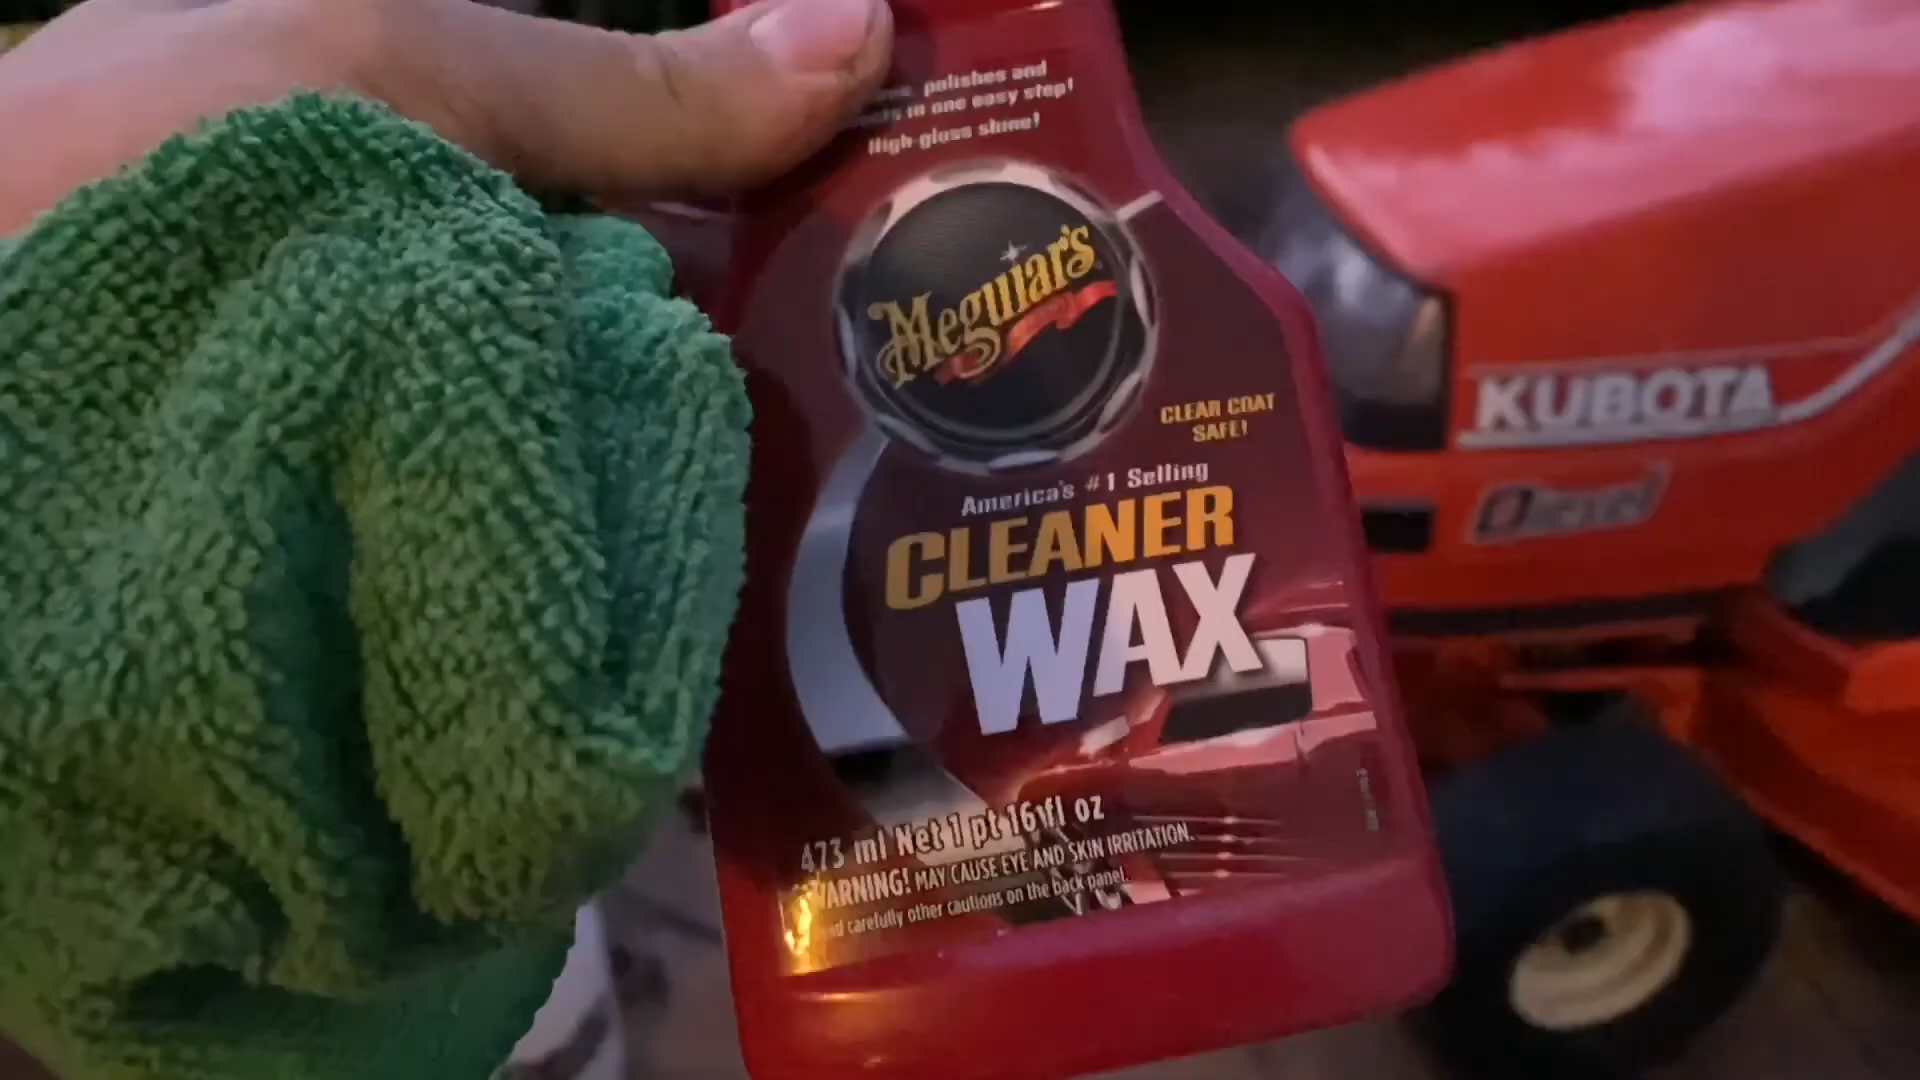 polishes and
in one easy step!
High-gloss shine!
Meguiar's
CLEAR COAT
SAFE!
America's #1 Selling
CLEANER
WAX
473 ml Net 1 pt 16 fl oz
WARNING! MAY CAUSE EYE AND SKIN IRRITATION.
carefully other cautions on the back panel.
KUBOTA
Diesel